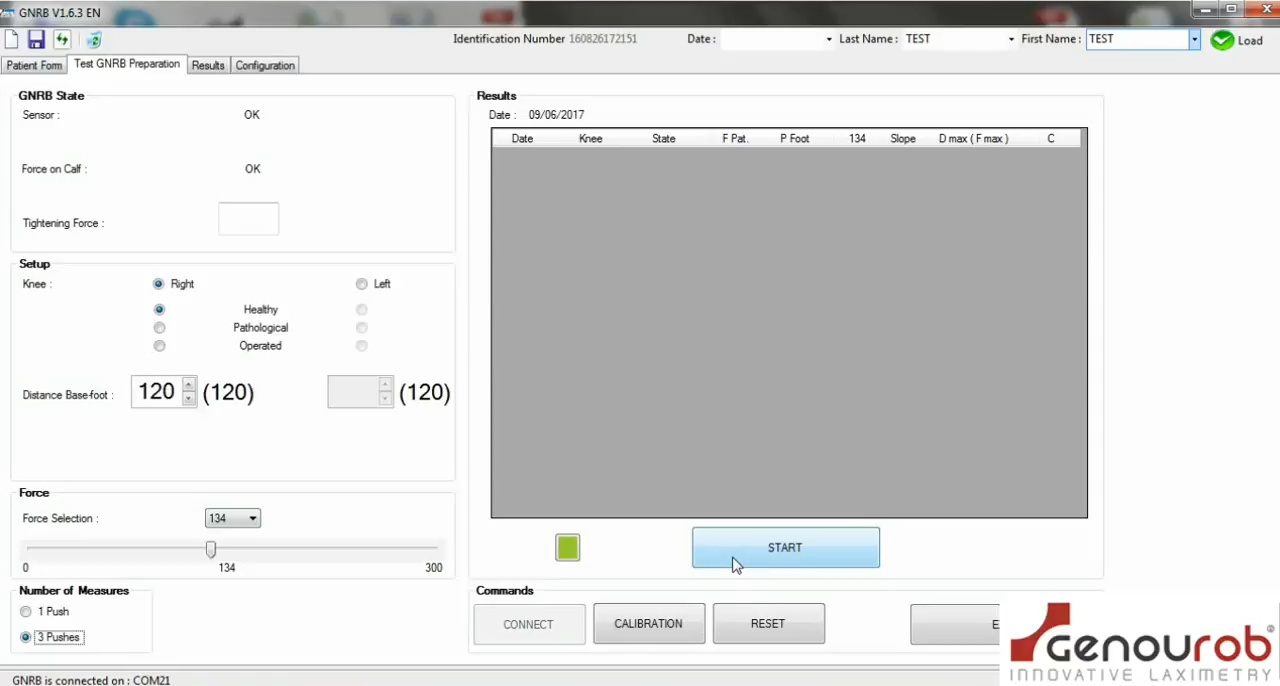 GNRB V1.6.3 EN
Identification Number 160826172151 Date : Last Name : TEST First Name : TEST Load
Patient Form Test GNRB Preparation Results Configuration
GNRB State
Sensor : OK
Force on Calf : OK
Tightening Force :
Setup
Knee : Right Left
Healthy
Pathological
Operated
Distance Base-foot : 120 (120) (120)
Force
Force Selection : 134
0 134 300
Number of Measures
1 Push
3 Pushes
Results
Date : 09/06/2017
Date Knee State F Pat. P Foot 134 Slope D max ( F max ) C
START
Commands
CONNECT CALIBRATION RESET
GNRB is connected on : COM21
Genourob®
INNOVATIVE LAXIMETRY